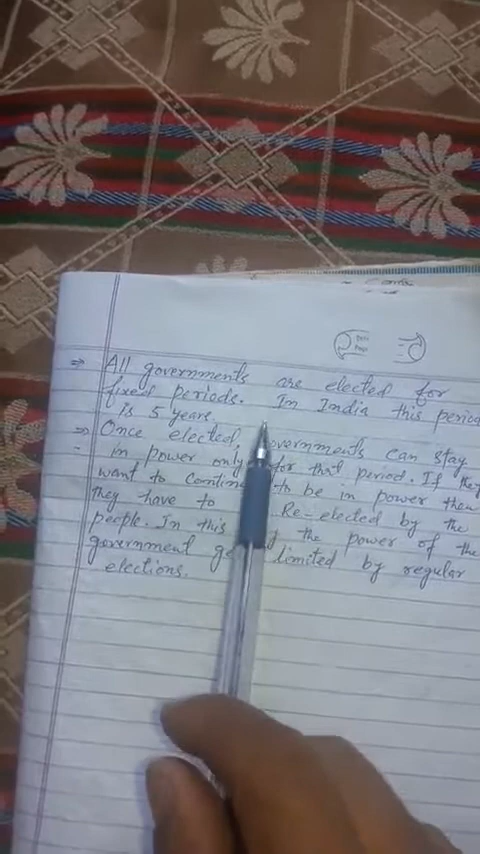 ⇒ All governments are elected for
fixed periods. In India this period
is 5 years.
⇒ Once elected, governments can stay
in power only for that period. If they
want to continue to be in power then
they have to Re-elected by the
people. In this the power of the
government limited by regular
elections.